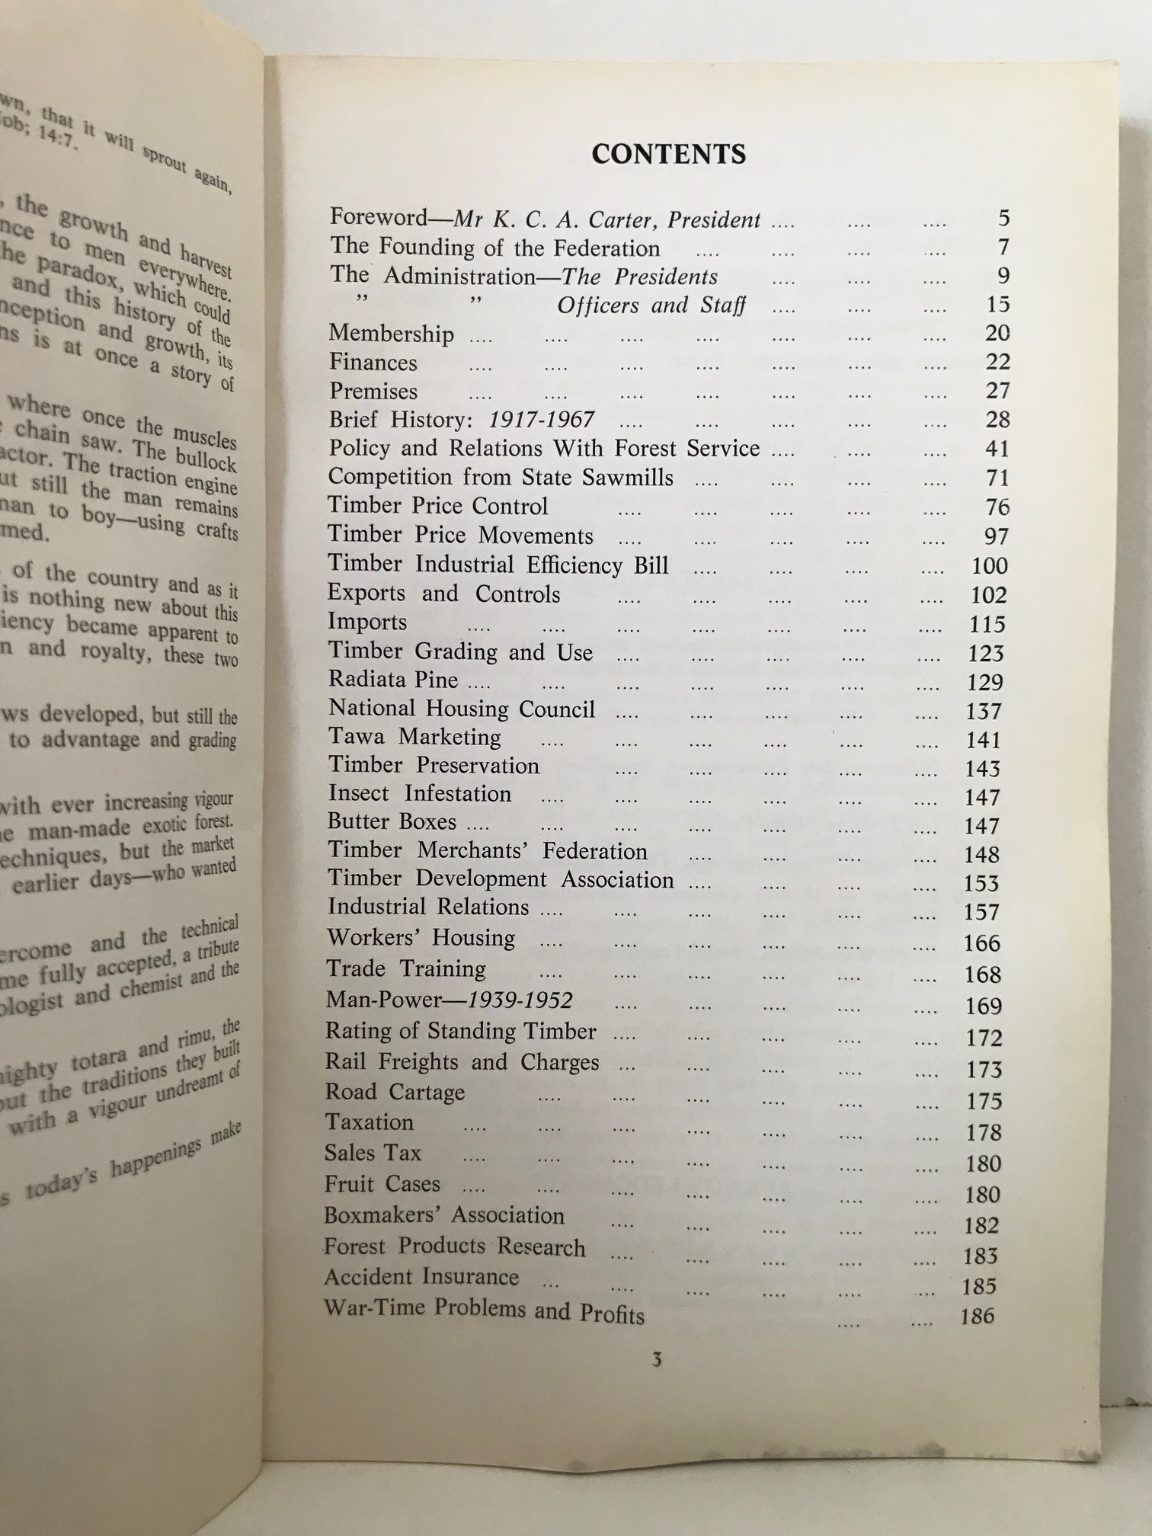 wn, that it will sprout again,
ob; 14:7.
, the growth and harvest
nce to men everywhere.
he paradox, which could
and this history of the
nception and growth, its
ns is at once a story of
where once the muscles
chain saw. The bullock
actor. The traction engine
ut still the man remains
nan to boy—using crafts
med.
of the country and as it
is nothing new about this
iency became apparent to
n and royalty, these two
ws developed, but still the
to advantage and grading
with ever increasing vigour
ne man-made exotic forest.
echniques, but the market
earlier days—who wanted
ercome and the technical
me fully accepted, a tribute
ologist and chemist and the
nighty totara and rimu, the
out the traditions they built
with a vigour undreamt of
s today's happenings make
CONTENTS
Foreword—Mr K. C. A. Carter, President .... .... .... 5
The Founding of the Federation .... .... .... .... 7
The Administration—The Presidents .... .... .... 9
” ” Officers and Staff .... .... .... 15
Membership .... .... .... .... .... .... .... 20
Finances .... .... .... .... .... .... .... 22
Premises .... .... .... .... .... .... .... 27
Brief History: 1917-1967 .... .... .... .... .... 28
Policy and Relations With Forest Service .... .... .... 41
Competition from State Sawmills .... .... .... .... 71
Timber Price Control .... .... .... .... .... 76
Timber Price Movements .... .... .... .... .... 97
Timber Industrial Efficiency Bill .... .... .... .... 100
Exports and Controls .... .... .... .... .... 102
Imports .... .... .... .... .... .... .... 115
Timber Grading and Use .... .... .... .... .... 123
Radiata Pine .... .... .... .... .... .... .... 129
National Housing Council .... .... .... .... .... 137
Tawa Marketing .... .... .... .... .... .... 141
Timber Preservation .... .... .... .... .... 143
Insect Infestation .... .... .... .... .... .... 147
Butter Boxes .... .... .... .... .... .... .... 147
Timber Merchants' Federation .... .... .... .... 148
Timber Development Association .... .... .... .... 153
Industrial Relations .... .... .... .... .... .... 157
Workers' Housing .... .... .... .... .... .... 166
Trade Training .... .... .... .... .... .... 168
Man-Power—1939-1952 .... .... .... .... .... 169
Rating of Standing Timber .... .... .... .... .... 172
Rail Freights and Charges ... .... .... .... .... 173
Road Cartage .... .... .... .... .... .... 175
Taxation .... .... .... .... .... .... .... 178
Sales Tax .... .... .... .... .... .... .... 180
Fruit Cases .... .... .... .... .... .... .... 180
Boxmakers' Association .... .... .... .... .... 182
Forest Products Research .... .... .... .... .... 183
Accident Insurance ... .... .... .... .... ... 185
War-Time Problems and Profits .... .... 186
3